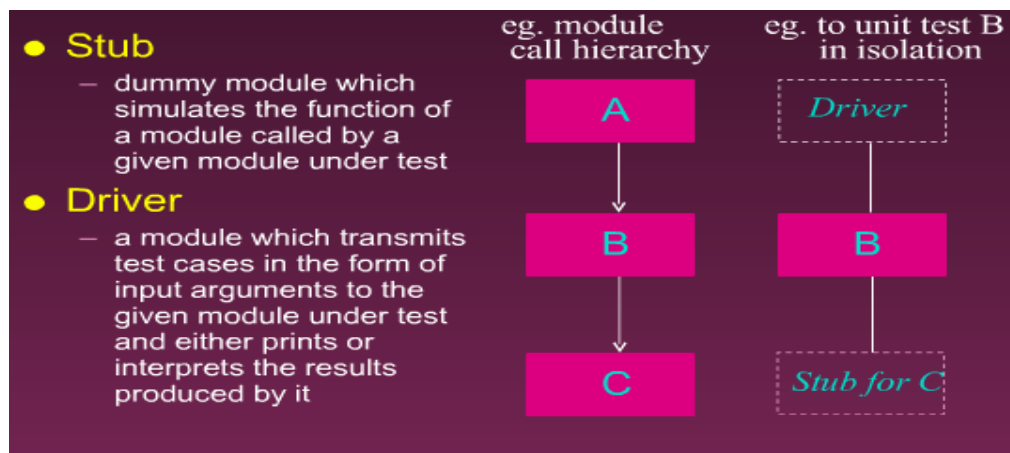 ● Stub
– dummy module which
simulates the function of
a module called by a
given module under test
● Driver
– a module which transmits
test cases in the form of
input arguments to the
given module under test
and either prints or
interprets the results
produced by it
eg. module
call hierarchy
A
B
C
eg. to unit test B
in isolation
Driver
B
Stub for C